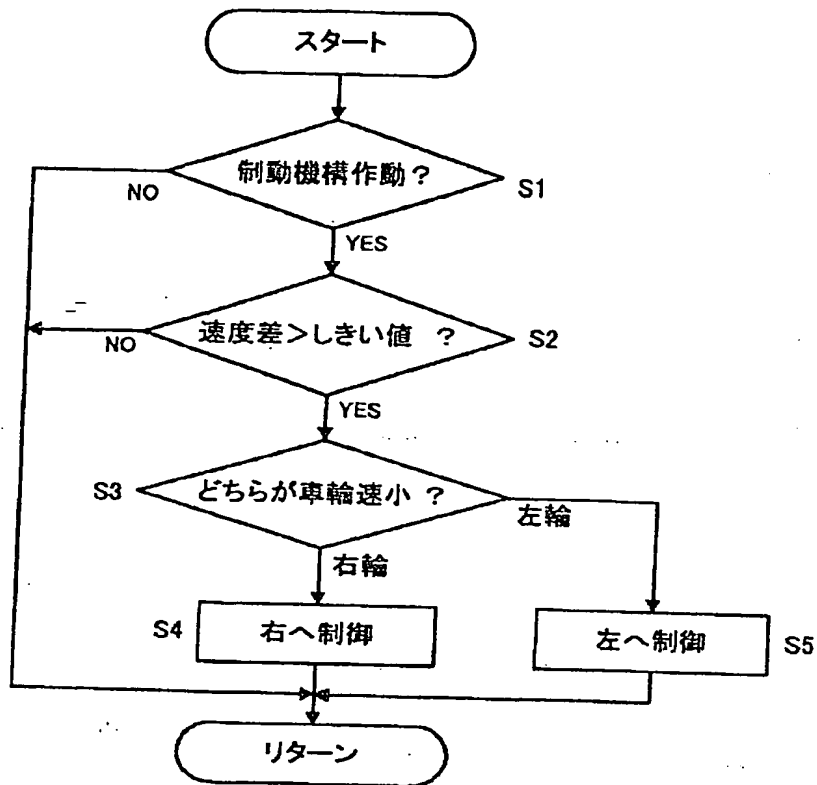 スタート
制動機構作動?
S1
NO
YES
速度差>しきい値 ?
S2
NO
YES
S3
どちらが車輪速小 ?
左輪
右輪
S4
右へ制御
左へ制御
S5
リターン